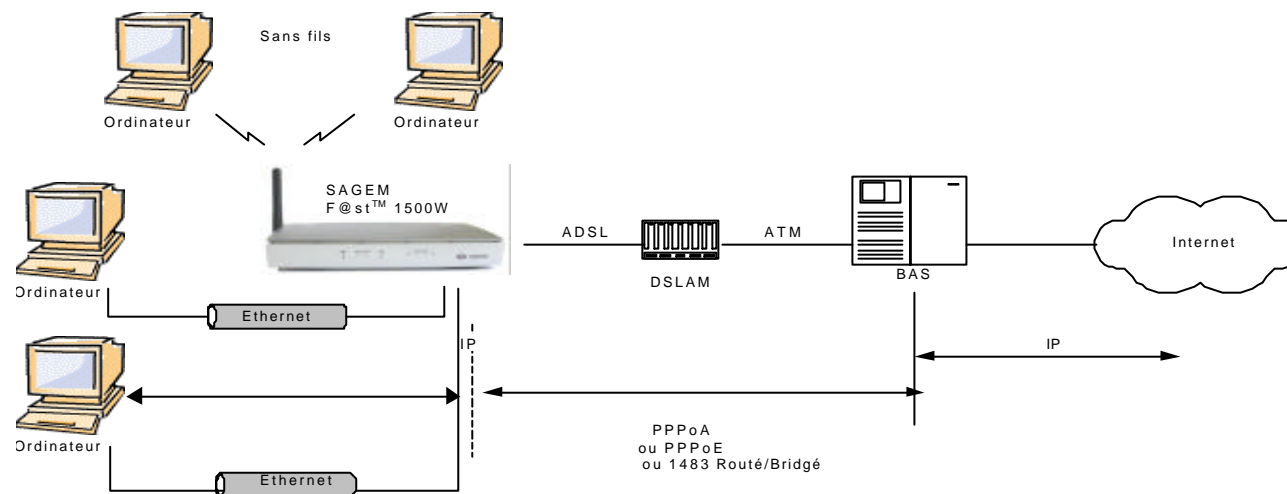 Sans fils
Ordinateur
Ordinateur
SAGEM
F@st™ 1500W
ADSL
ATM
Internet
DSLAM
BAS
Ordinateur
Ethernet
IP
IP
Ordinateur
PPPoA
ou PPPoE
ou 1483 Routé/Bridgé
Ethernet